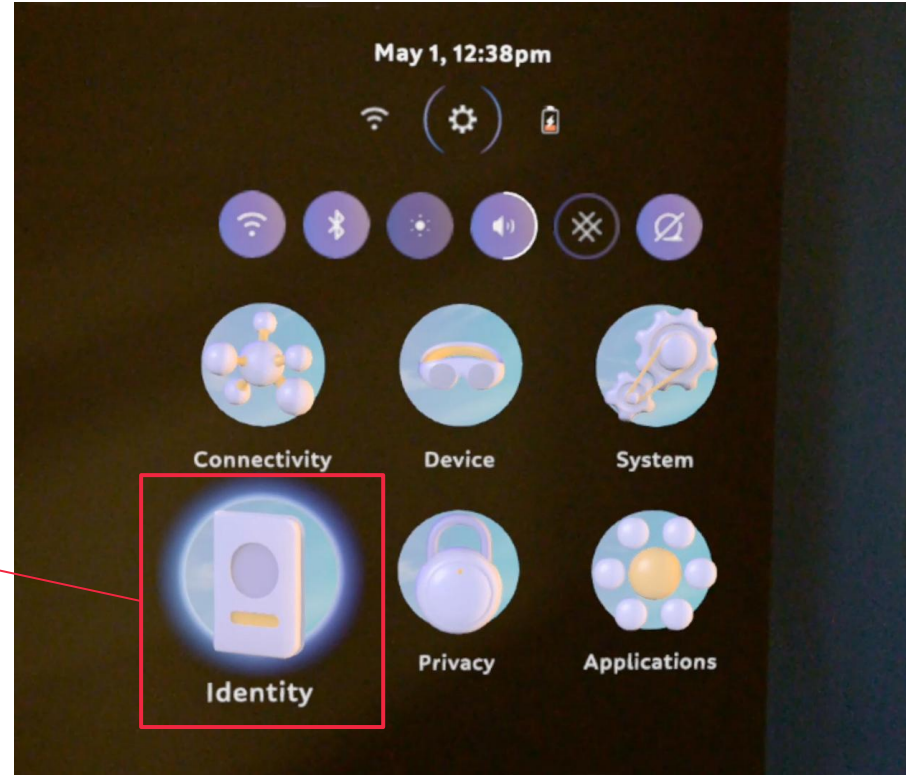 May 1, 12:38pm
Connectivity
Device
System
Identity
Privacy
Applications